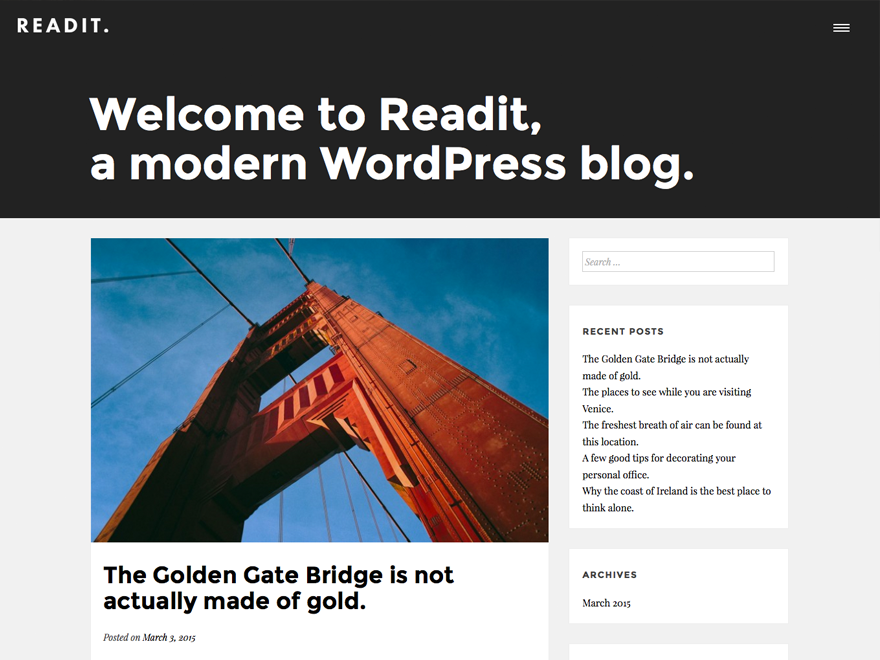 READIT.
Welcome to Readit,
a modern WordPress blog.
The Golden Gate Bridge is not
actually made of gold.
Posted on March 3, 2015
Search ...
RECENT POSTS
The Golden Gate Bridge is not actually
made of gold.
The places to see while you are visiting
Venice.
The freshest breath of air can be found at
this location.
A few good tips for decorating your
personal office.
Why the coast of Ireland is the best place to
think alone.
ARCHIVES
March 2015